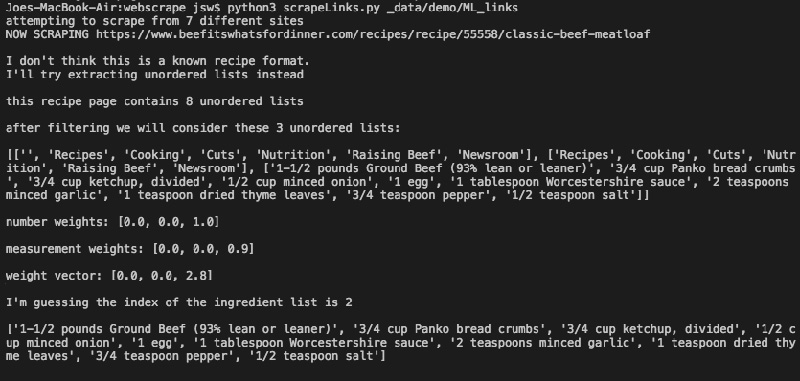 Joes-MacBook-Air:webscrape jsw$ python3 scrapeLinks.py _data/demo/ML_links
attempting to scrape from 7 different sites
NOW SCRAPING https://www.beefitswhatsfordinner.com/recipes/recipe/55558/classic-beef-meatloaf
I don't think this is a known recipe format.
I'll try extracting unordered lists instead
this recipe page contains 8 unordered lists
after filtering we will consider these 3 unordered lists:
[['', 'Recipes', 'Cooking', 'Cuts', 'Nutrition', 'Raising Beef', 'Newsroom'], ['Recipes', 'Cooking', 'Cuts', 'Nutr
ition', 'Raising Beef', 'Newsroom'], ['1-1/2 pounds Ground Beef (93% lean or leaner)', '3/4 cup Panko bread crumbs
', '3/4 cup ketchup, divided', '1/2 cup minced onion', '1 egg', '1 tablespoon Worcestershire sauce', '2 teaspoons
minced garlic', '1 teaspoon dried thyme leaves', '3/4 teaspoon pepper', '1/2 teaspoon salt']]
number weights: [0.0, 0.0, 1.0]
measurement weights: [0.0, 0.0, 0.9]
weight vector: [0.0, 0.0, 2.8]
I'm guessing the index of the ingredient list is 2
['1-1/2 pounds Ground Beef (93% lean or leaner)', '3/4 cup Panko bread crumbs', '3/4 cup ketchup, divided', '1/2 c
up minced onion', '1 egg', '1 tablespoon Worcestershire sauce', '2 teaspoons minced garlic', '1 teaspoon dried thy
me leaves', '3/4 teaspoon pepper', '1/2 teaspoon salt']